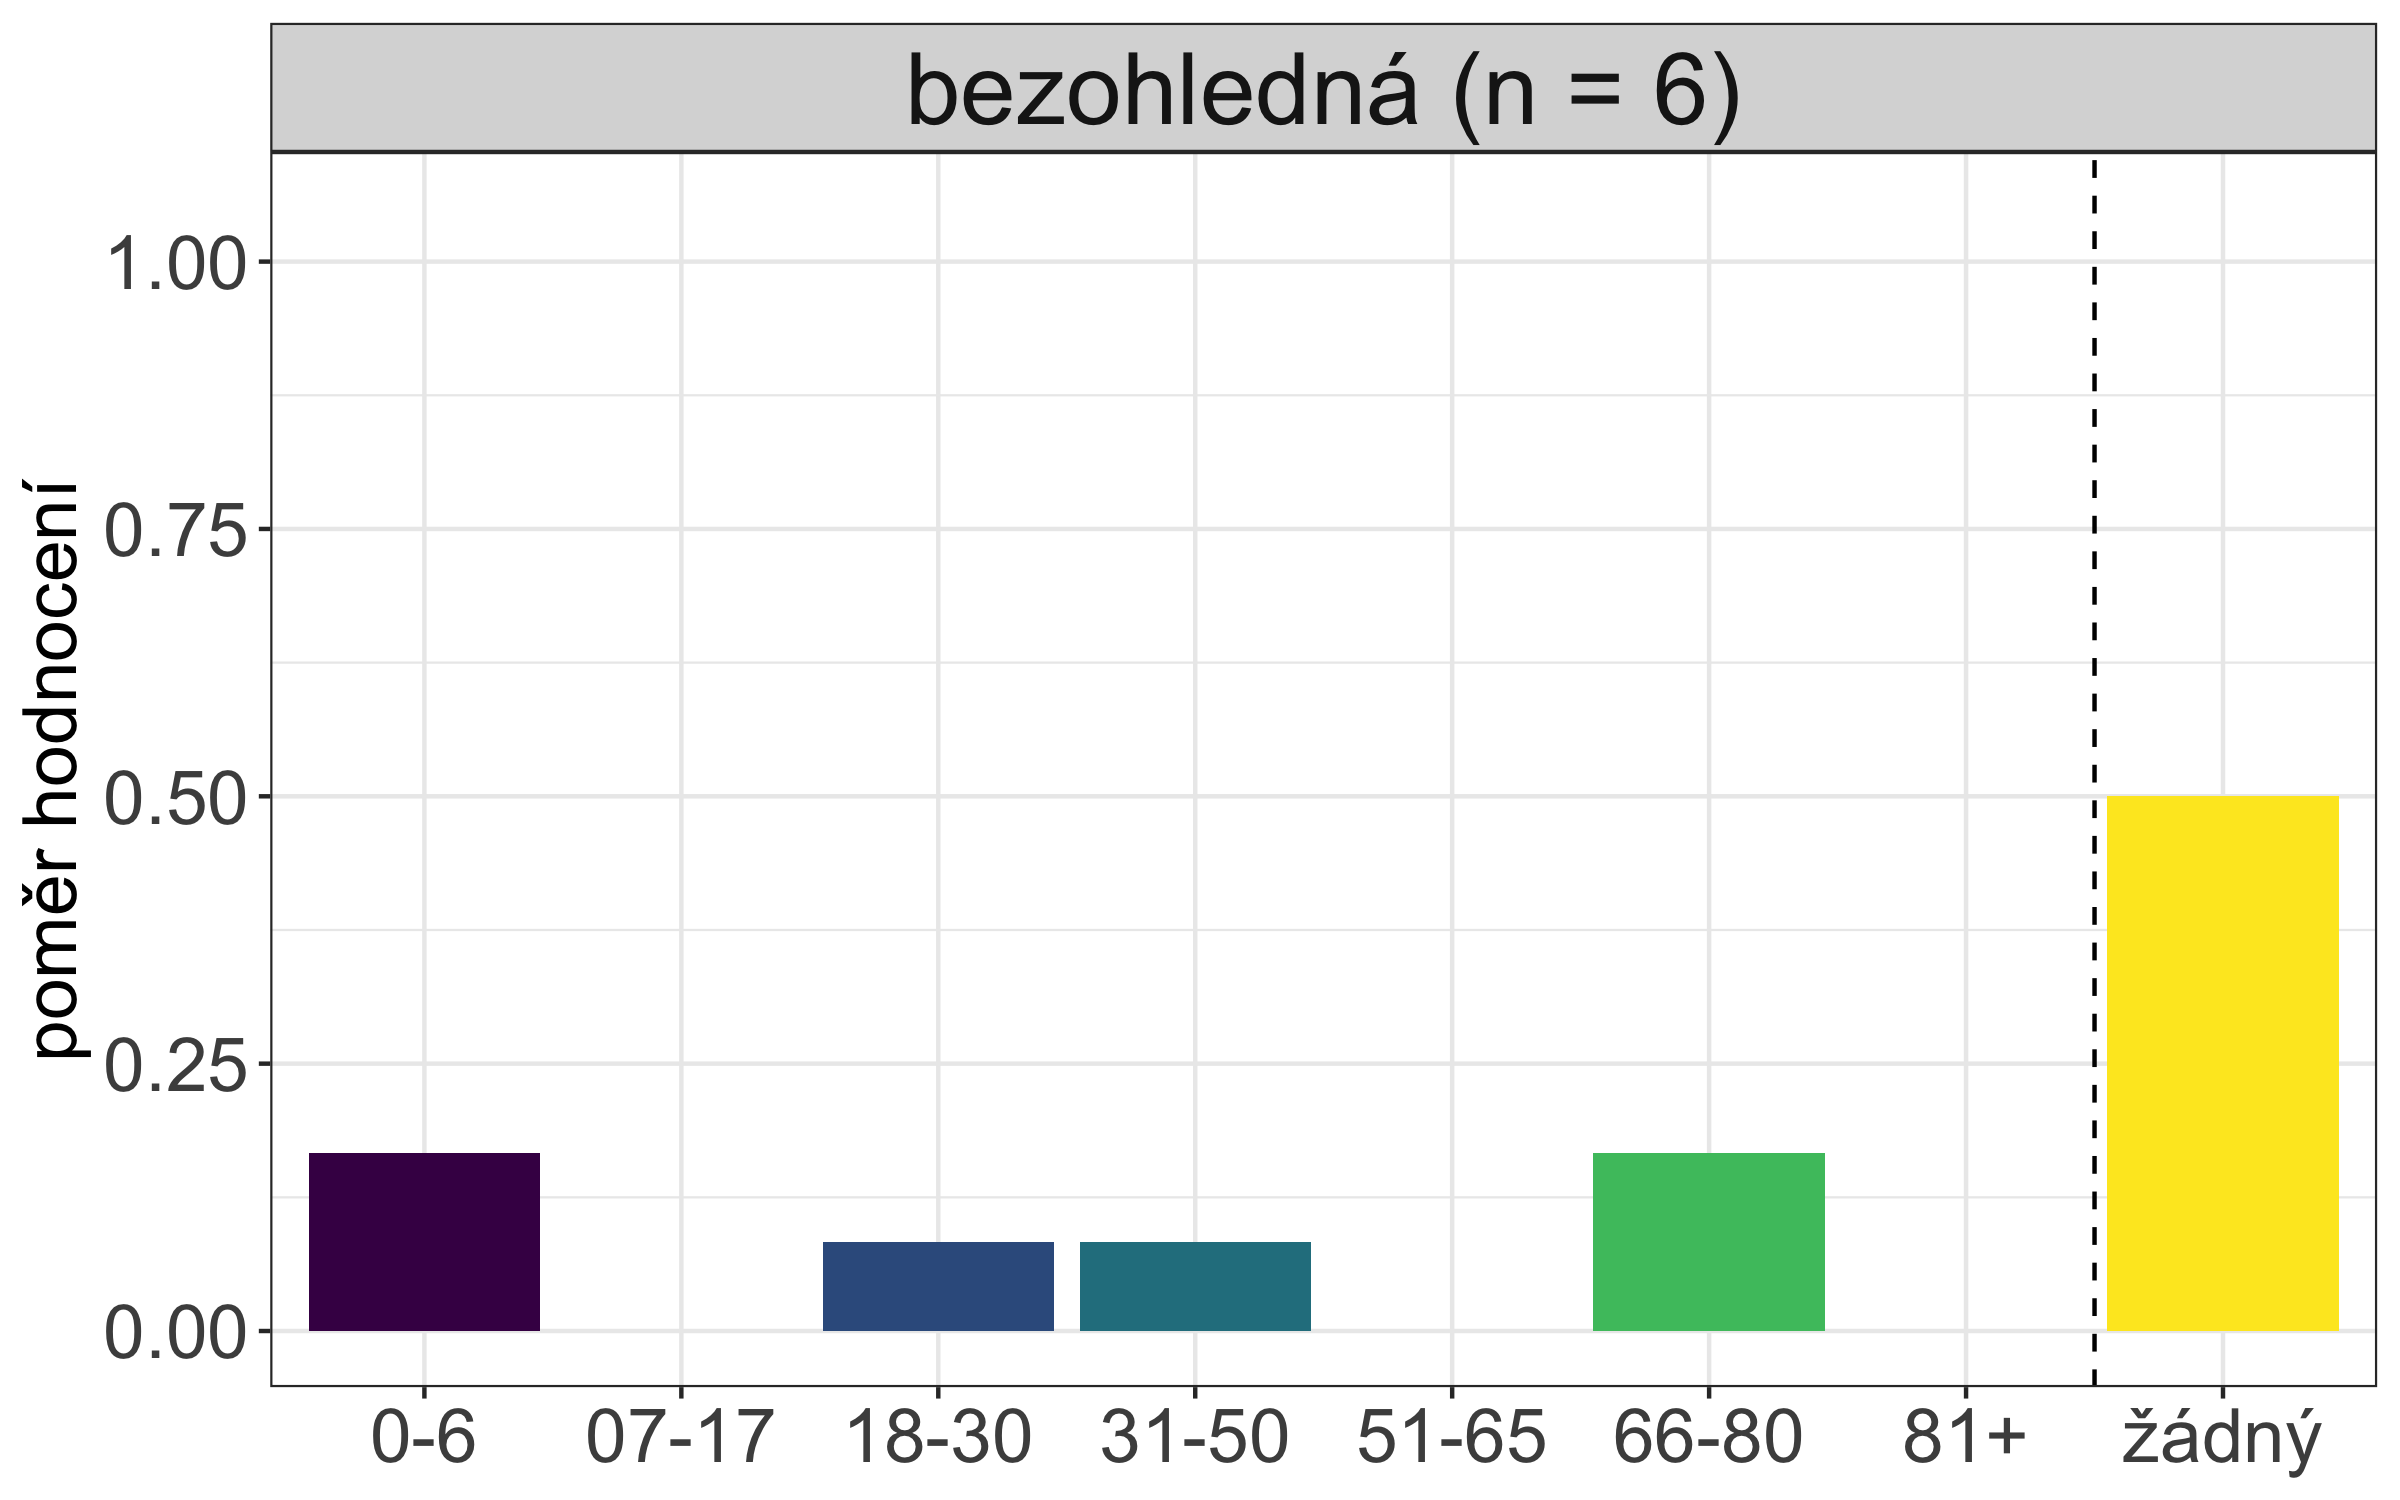 bezohledná (n = 6)
poměr hodnocení
1.00
0.75
0.50
0.25
0.00
0-6 07-17 18-30 31-50 51-65 66-80 81+ žádný